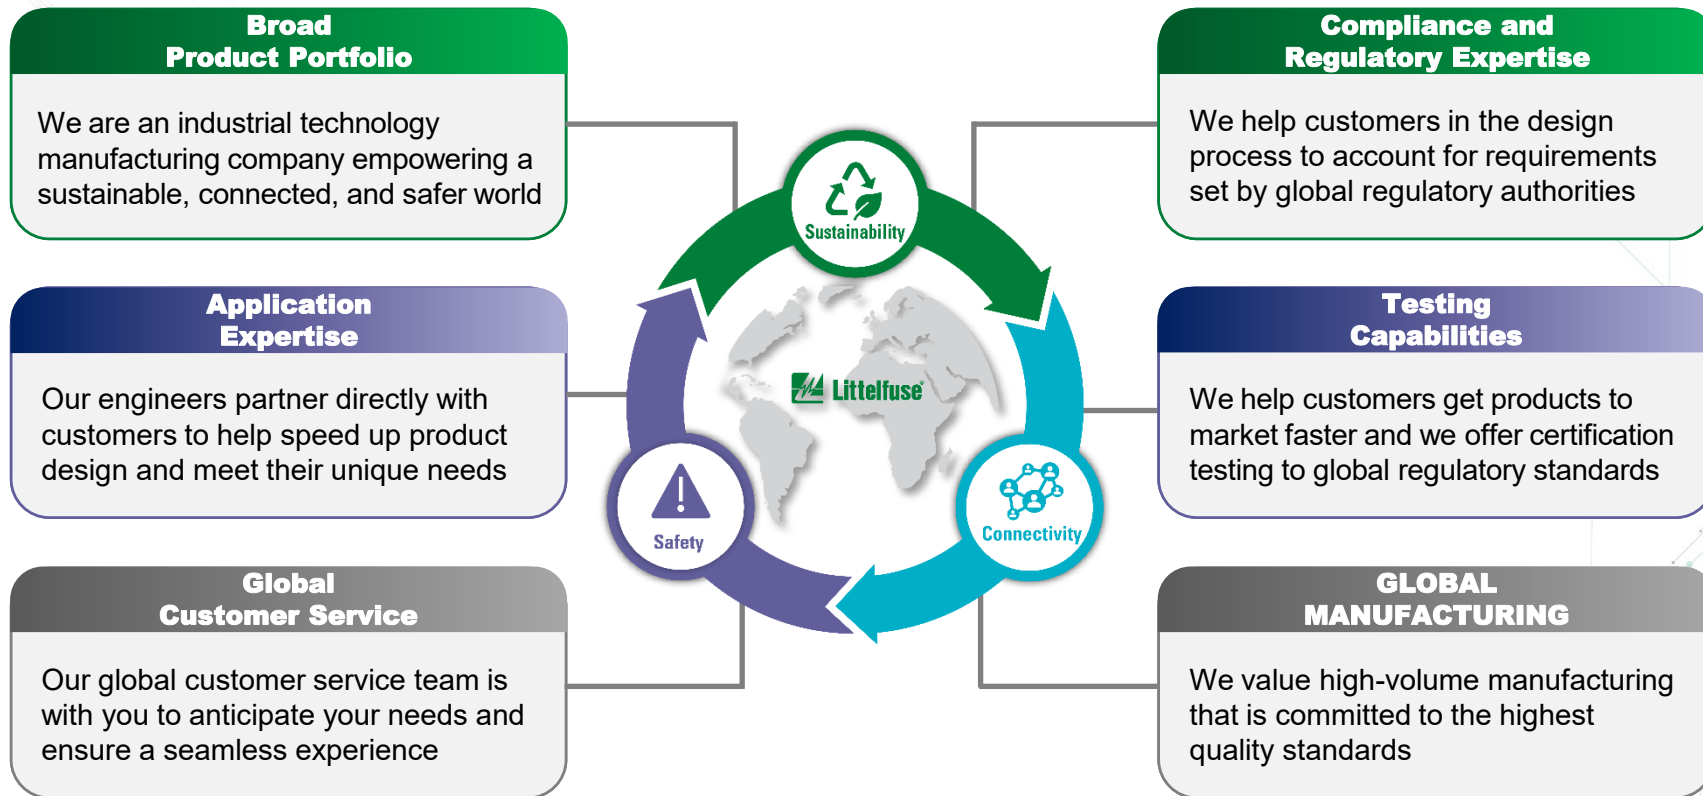 Broad
Product Portfolio
We are an industrial technology
manufacturing company empowering a
sustainable, connected, and safer world
Compliance and
Regulatory Expertise
We help customers in the design
process to account for requirements
set by global regulatory authorities
Sustainability
Application
Expertise
Our engineers partner directly with
customers to help speed up product
design and meet their unique needs
Littelfuse®
Testing
Capabilities
We help customers get products to
market faster and we offer certification
testing to global regulatory standards
Safety
Connectivity
Global
Customer Service
Our global customer service team is
with you to anticipate your needs and
ensure a seamless experience
GLOBAL
MANUFACTURING
We value high-volume manufacturing
that is committed to the highest
quality standards